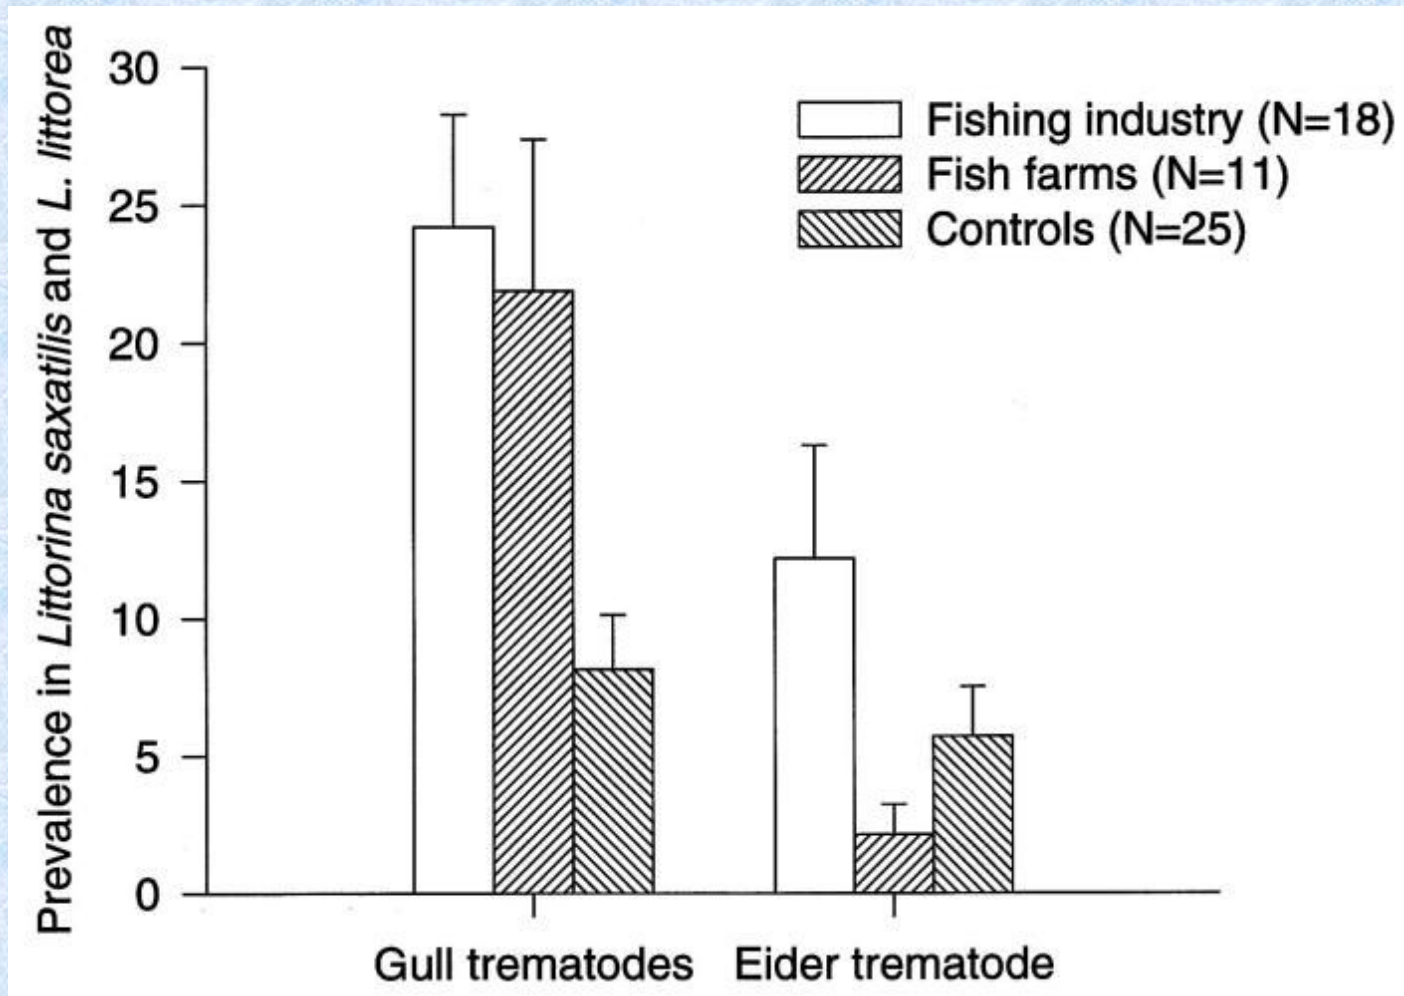 Prevalence in Littorina saxatilis and L. littorea
30
25
20
15
10
5
0
Fishing industry (N=18)
Fish farms (N=11)
Controls (N=25)
Gull trematodes
Eider trematode